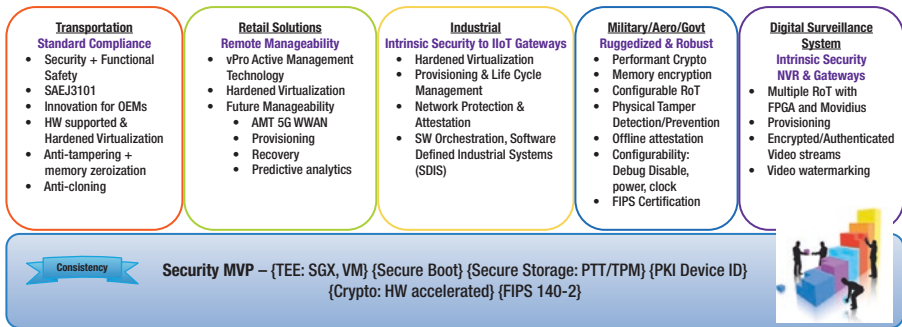 Transportation
Standard Compliance
• Security + Functional
Safety
• SAEJ3101
• Innovation for OEMs
• HW supported &
Hardened Virtualization
• Anti-tampering +
memory zeroization
• Anti-cloning
Retail Solutions
Remote Manageability
• vPro Active Management
Technology
• Hardened Virtualization
• Future Manageability
• AMT 5G WWAN
• Provisioning
• Recovery
• Predictive analytics
Industrial
Intrinsic Security to IIoT Gateways
• Hardened Virtualization
• Provisioning & Life Cycle
Management
• Network Protection &
Attestation
• SW Orchestration, Software
Defined Industrial Systems
(SDIS)
Military/Aero/Govt
Ruggedized & Robust
• Performant Crypto
• Memory encryption
• Configurable RoT
• Physical Tamper
Detection/Prevention
• Offline attestation
• Configurability:
Debug Disable,
power, clock
• FIPS Certification
Digital Surveillance
System
Intrinsic Security
NVR & Gateways
• Multiple RoT with
FPGA and Movidius
• Provisioning
• Encrypted/Authenticated
Video streams
• Video watermarking
Consistency
Security MVP – {TEE: SGX, VM} {Secure Boot} {Secure Storage: PTT/TPM} {PKI Device ID}
{Crypto: HW accelerated} {FIPS 140-2}